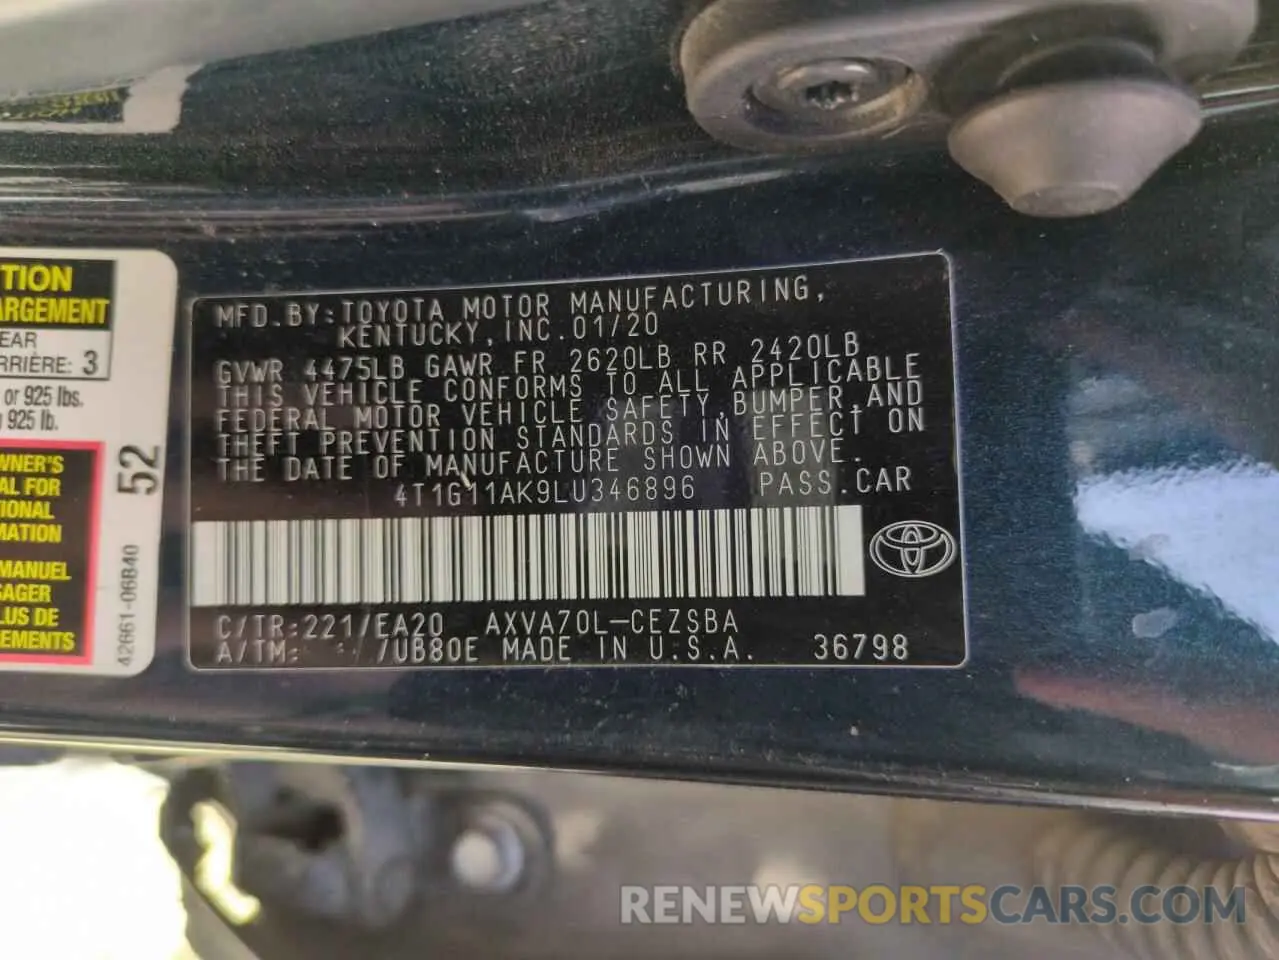 TION
ARGEMENT
EAR
RRIÈRE: 3
or 925 lbs.
925 lb.
WNER'S
AL FOR
TIONAL
MATION
MANUEL
SAGER
LUS DE
EMENTS
52
42661-06B40
MFD.BY:TOYOTA MOTOR MANUFACTURING,
KENTUCKY,INC.01/20
GVWR 4475LB GAWR FR 2620LB RR 2420LB
THIS VEHICLE CONFORMS TO ALL APPLICABLE
FEDERAL MOTOR VEHICLE SAFETY,BUMPER,AND
THEFT PREVENTION STANDARDS IN EFFECT ON
THE DATE OF MANUFACTURE SHOWN ABOVE.
4T1G11AK9LU346896 PASS.CAR
C/TR:221/EA20 AXVA70L-CEZSBA
A/TM: /UB80E MADE IN U.S.A. 36798
RENEWSPORTSCARS.COM